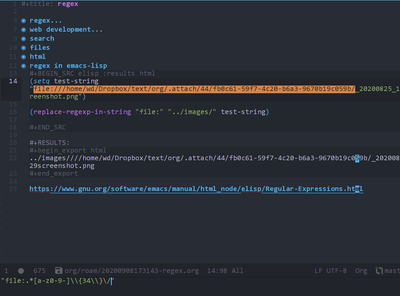 #+title: regex
regex...
web development...
search
files
html
regex in emacs-lisp
#+BEGIN_SRC elisp :results html
14 (setq test-string
"file:///home/wd/Dropbox/text/org/.attach/44/fb0c61-59f7-4c20-b6a3-9670b19c059b/_20200825_1
reenshot.png")
(replace-regexp-in-string "file:" "../images/" test-string)
#+END_SRC
#+RESULTS:
#+begin_export html
../images////home/wd/Dropbox/text/org/.attach/44/fb0c61-59f7-4c20-b6a3-9670b19c059b/_202008
29screenshot.png
#+end_export
https://www.gnu.org/software/emacs/manual/html_node/elisp/Regular-Expressions.html
1 675 org/roam/20200908173143-regex.org 14:98 All LF UTF-8 Org master
"file:.*[a-z0-9-]\\{34\\}\/"